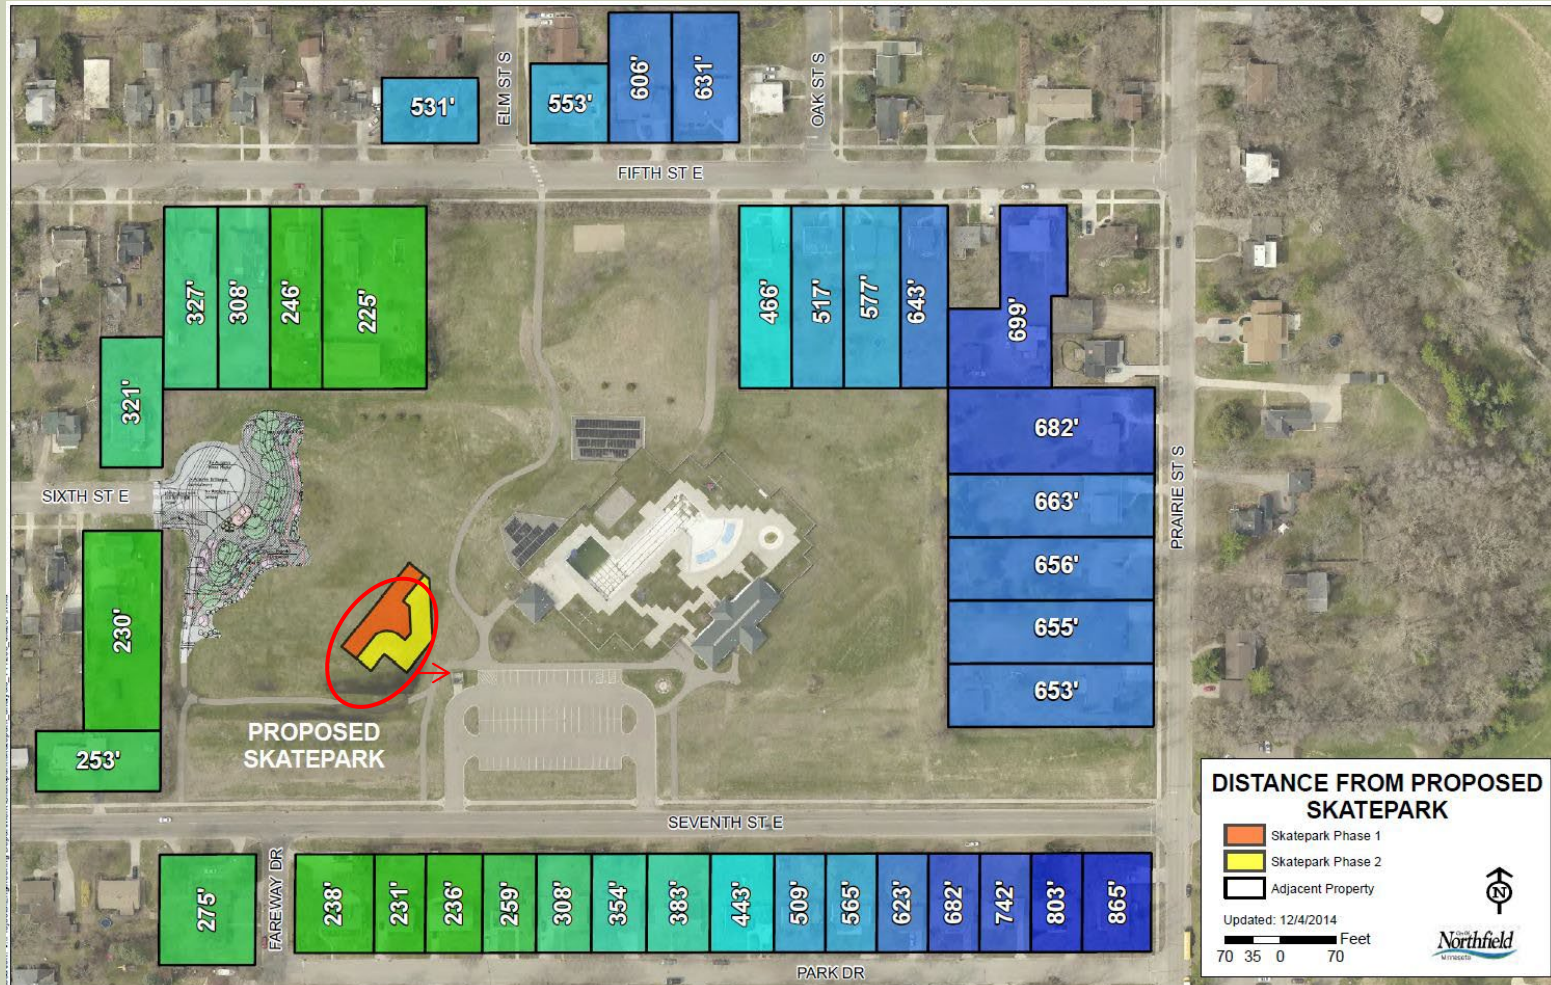 ELM ST S
OAK ST S
531'
553'
606'
631'
FIFTH ST E
327'
308'
246'
225'
466'
517'
577'
643'
699'
321'
682'
663'
656'
655'
653'
SIXTH ST E
PRAIRIE ST S
230'
253'
PROPOSED
SKATEPARK
SEVENTH ST E
275'
FAREWAY DR
238'
231'
236'
259'
308'
354'
383'
443'
509'
565'
623'
682'
742'
803'
865'
PARK DR
DISTANCE FROM PROPOSED
SKATEPARK
Skatepark Phase 1
Skatepark Phase 2
Adjacent Property
N
Updated: 12/4/2014
Feet
70 35 0 70
Northfield
Minnesota